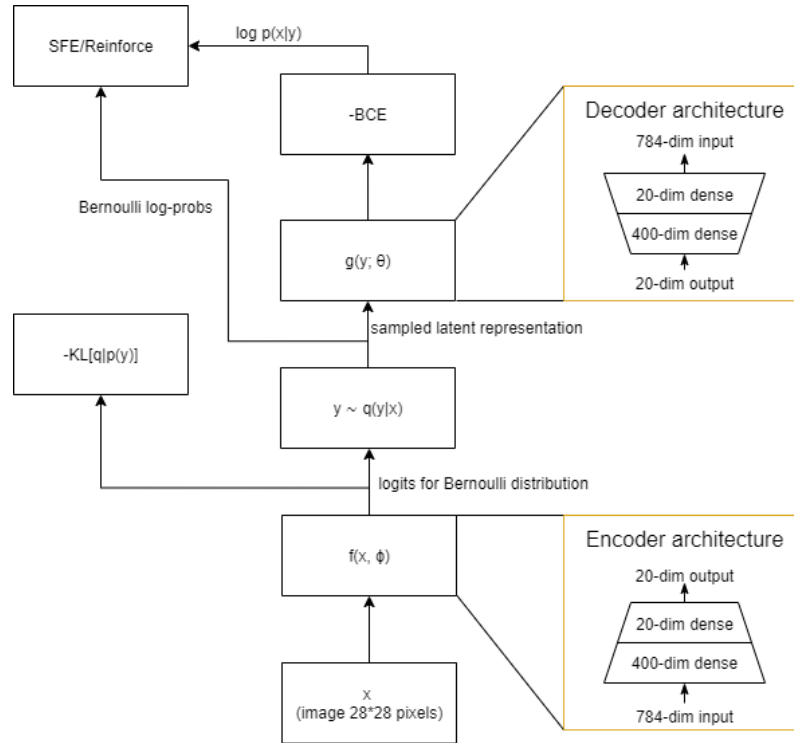 SFE/Reinforce
log p(x|y)
-BCE
Decoder architecture
784-dim input
20-dim dense
400-dim dense
20-dim output
Bernoulli log-probs
g(y; θ)
sampled latent representation
-KL[q|p(y)]
y ~ q(y|x)
logits for Bernoulli distribution
f(x, ϕ)
Encoder architecture
20-dim output
20-dim dense
400-dim dense
784-dim input
x
(image 28*28 pixels)